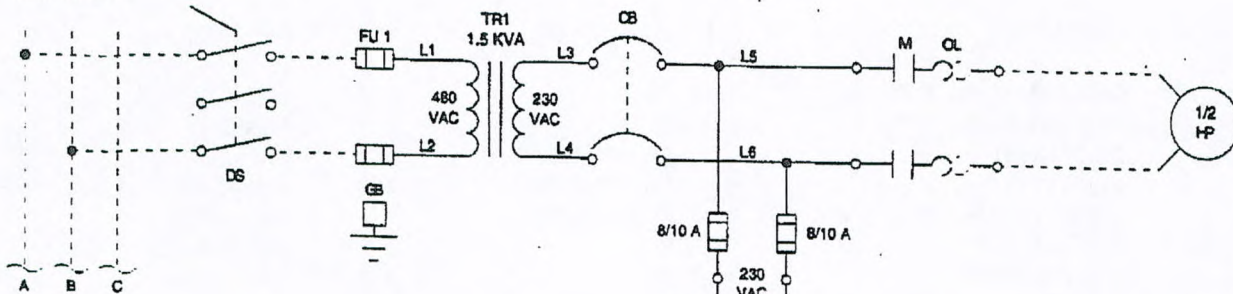 TR1
1.5 KVA
CB
FU 1
L1
L3
L5
M
OL
480
VAC
230
VAC
1/2
HP
L2
L4
L6
DS
GB
8/10 A
8/10 A
230
VAC
A
B
C